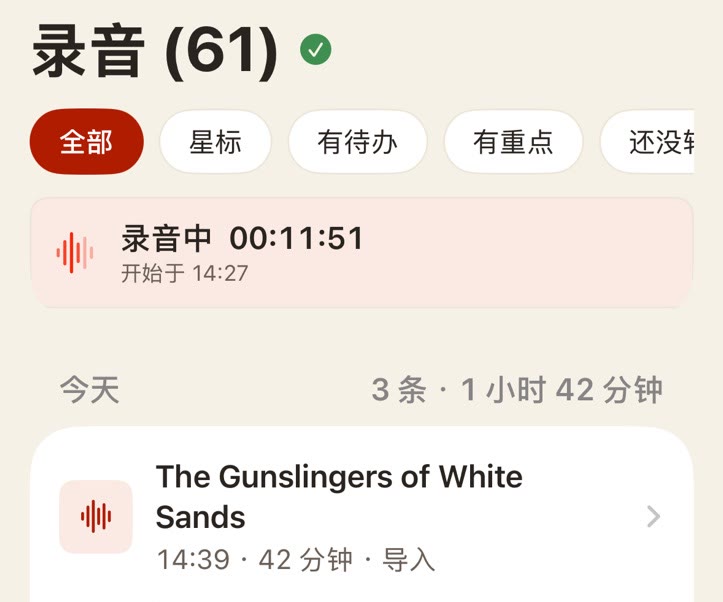 录音 (61)
全部 星标 有待办 有重点 还没
录音中 00:11:51
开始于 14:27
今天 3 条 · 1 小时 42 分钟
The Gunslingers of White
Sands
14:39 · 42 分钟 · 导入